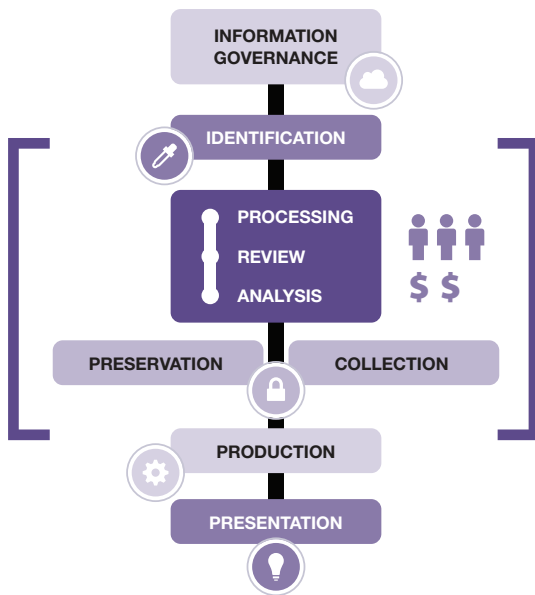 INFORMATION
GOVERNANCE
IDENTIFICATION
PROCESSING
REVIEW
ANALYSIS
$ $
PRESERVATION
COLLECTION
PRODUCTION
PRESENTATION